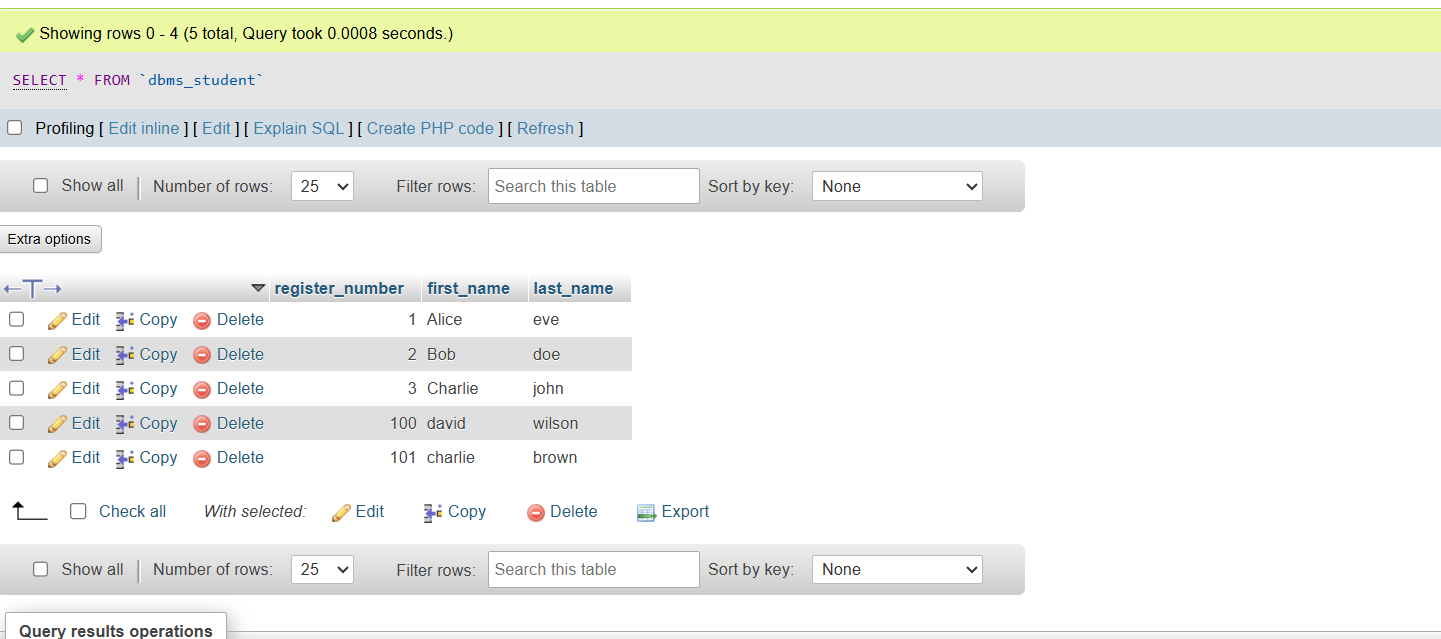 Showing rows 0 - 4 (5 total, Query took 0.0008 seconds.)
SELECT * FROM `dbms_student`
Profiling [ Edit inline ] [ Edit ] [ Explain SQL ] [ Create PHP code ] [ Refresh ]
Show all Number of rows: 25 Filter rows: Search this table Sort by key: None
Extra options
register_number first_name last_name
Edit Copy Delete 1 Alice eve
Edit Copy Delete 2 Bob doe
Edit Copy Delete 3 Charlie john
Edit Copy Delete 100 david wilson
Edit Copy Delete 101 charlie brown
Check all With selected: Edit Copy Delete Export
Show all Number of rows: 25 Filter rows: Search this table Sort by key: None
Query results operations